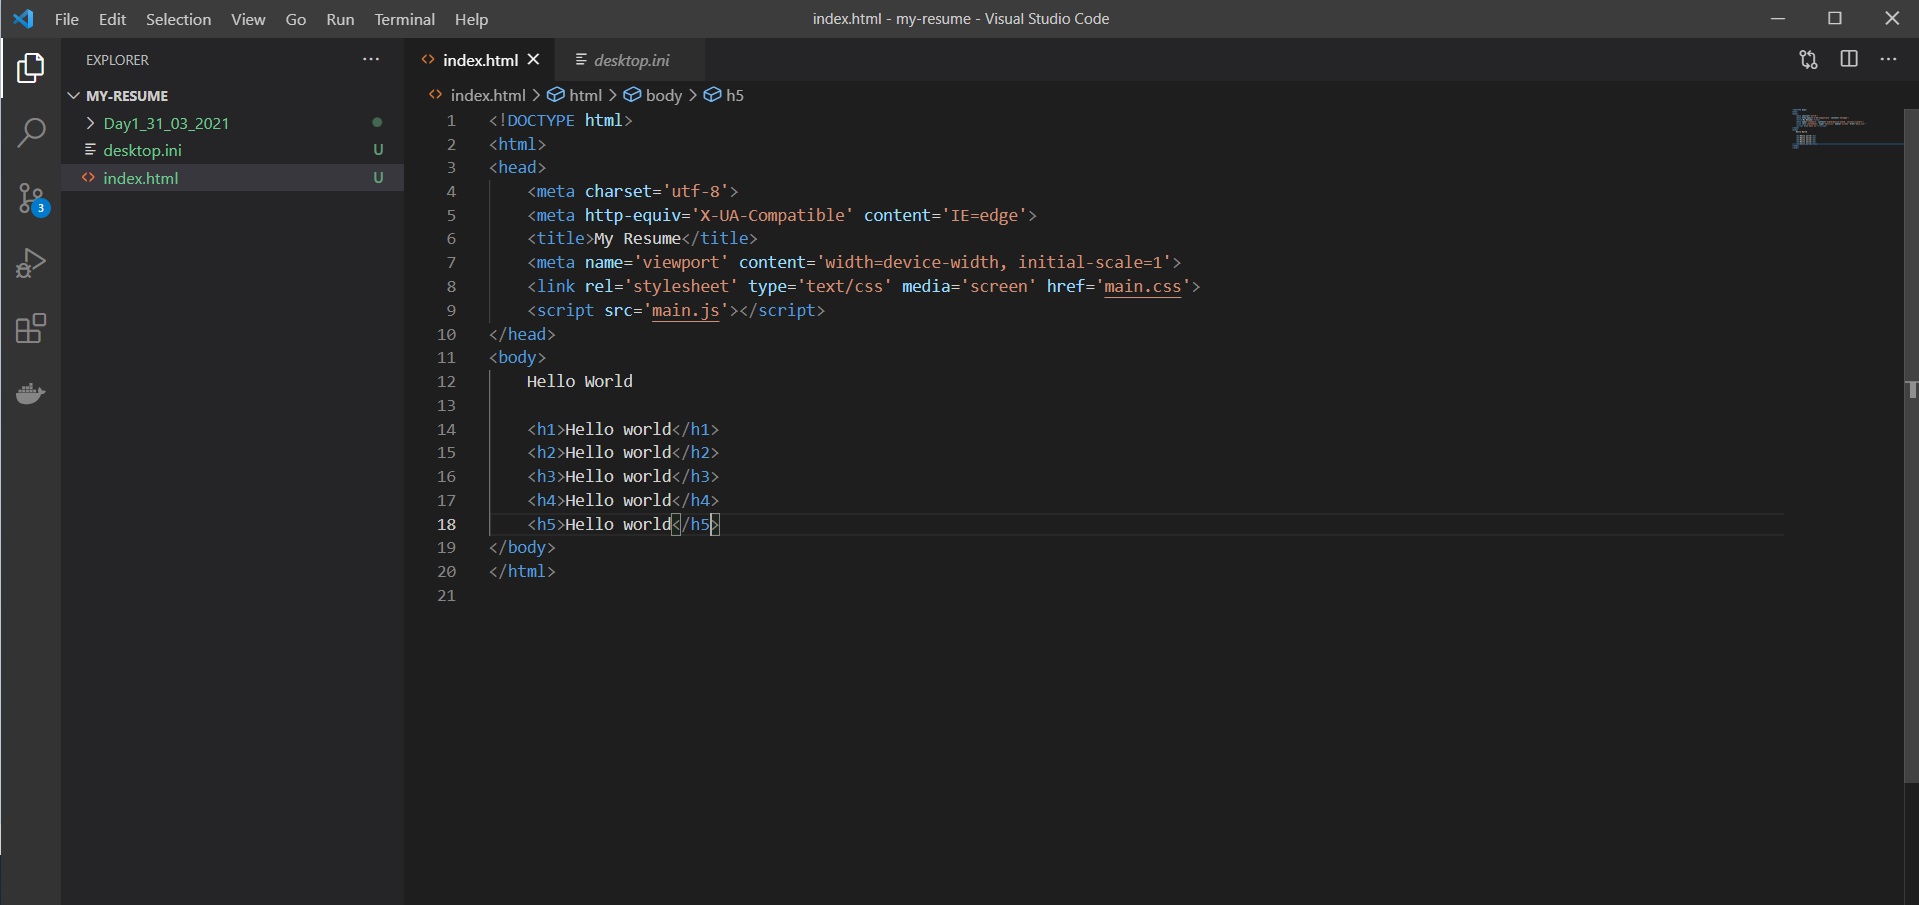 File Edit Selection View Go Run Terminal Help
index.html - my-resume - Visual Studio Code
EXPLORER
MY-RESUME
Day1_31_03_2021
desktop.ini U
index.html U
3
index.html desktop.ini
index.html > html > body > h5
1 <!DOCTYPE html>
2 <html>
3 <head>
4 <meta charset='utf-8'>
5 <meta http-equiv='X-UA-Compatible' content='IE=edge'>
6 <title>My Resume</title>
7 <meta name='viewport' content='width=device-width, initial-scale=1'>
8 <link rel='stylesheet' type='text/css' media='screen' href='main.css'>
9 <script src='main.js'></script>
10 </head>
11 <body>
12 Hello World
13
14 <h1>Hello world</h1>
15 <h2>Hello world</h2>
16 <h3>Hello world</h3>
17 <h4>Hello world</h4>
18 <h5>Hello world</h5>
19 </body>
20 </html>
21